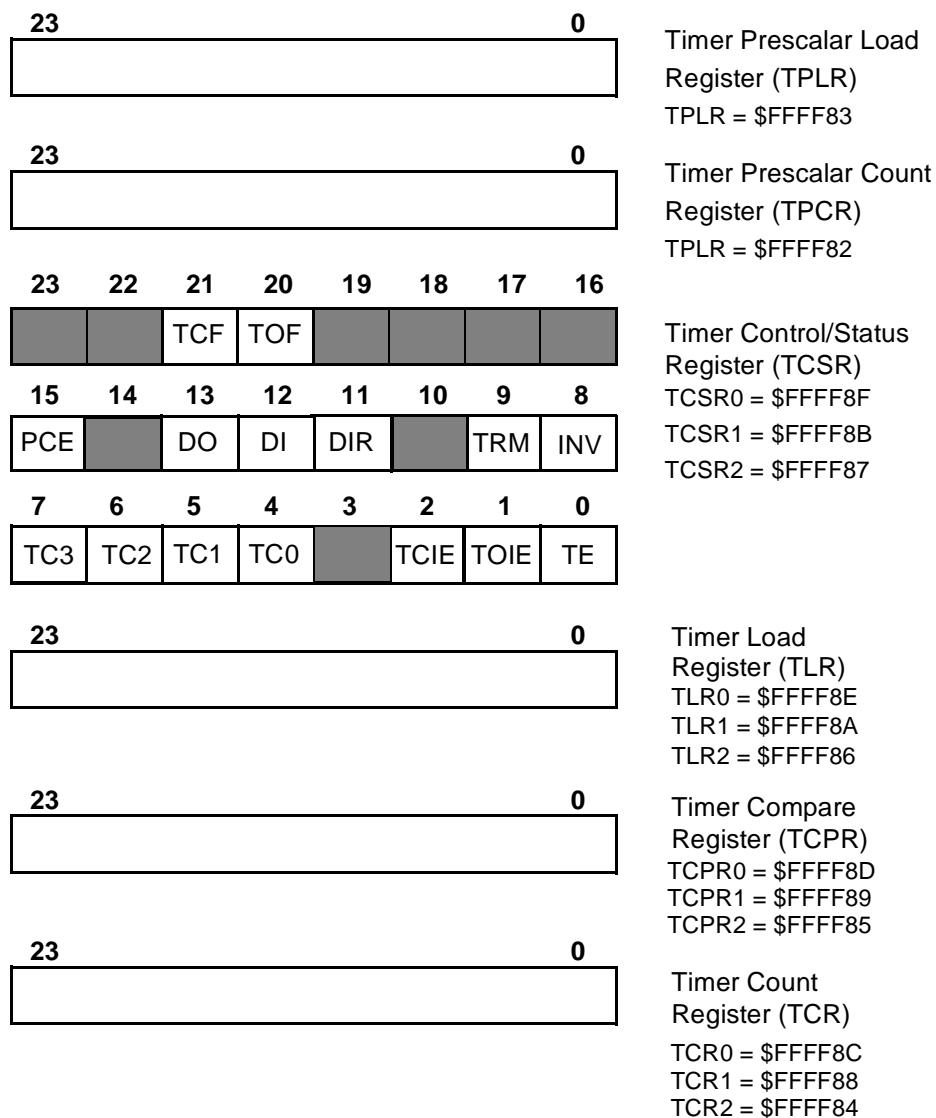 23 0
Timer Prescalar Load
Register (TPLR)
TPLR = $FFFF83
23 0
Timer Prescalar Count
Register (TPCR)
TPLR = $FFFF82
23 22 21 20 19 18 17 16
TCF TOF
Timer Control/Status
Register (TCSR)
TCSR0 = $FFFF8F
TCSR1 = $FFFF8B
TCSR2 = $FFFF87
15 14 13 12 11 10 9 8
PCE DO DI DIR TRM INV
7 6 5 4 3 2 1 0
TC3 TC2 TC1 TC0 TCIE TOIE TE
23 0
Timer Load
Register (TLR)
TLR0 = $FFFF8E
TLR1 = $FFFF8A
TLR2 = $FFFF86
23 0
Timer Compare
Register (TCPR)
TCPR0 = $FFFF8D
TCPR1 = $FFFF89
TCPR2 = $FFFF85
23 0
Timer Count
Register (TCR)
TCR0 = $FFFF8C
TCR1 = $FFFF88
TCR2 = $FFFF84